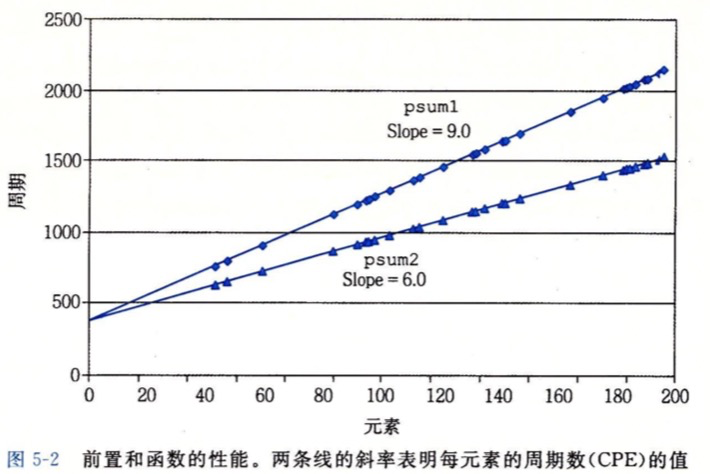 2500
2000
1500
1000
500
0
周期
psum1
Slope = 9.0
psum2
Slope = 6.0
0 20 40 60 80 100 120 140 160 180 200
元素
图 5-2 前置和函数的性能。两条线的斜率表明每元素的周期数(CPE)的值